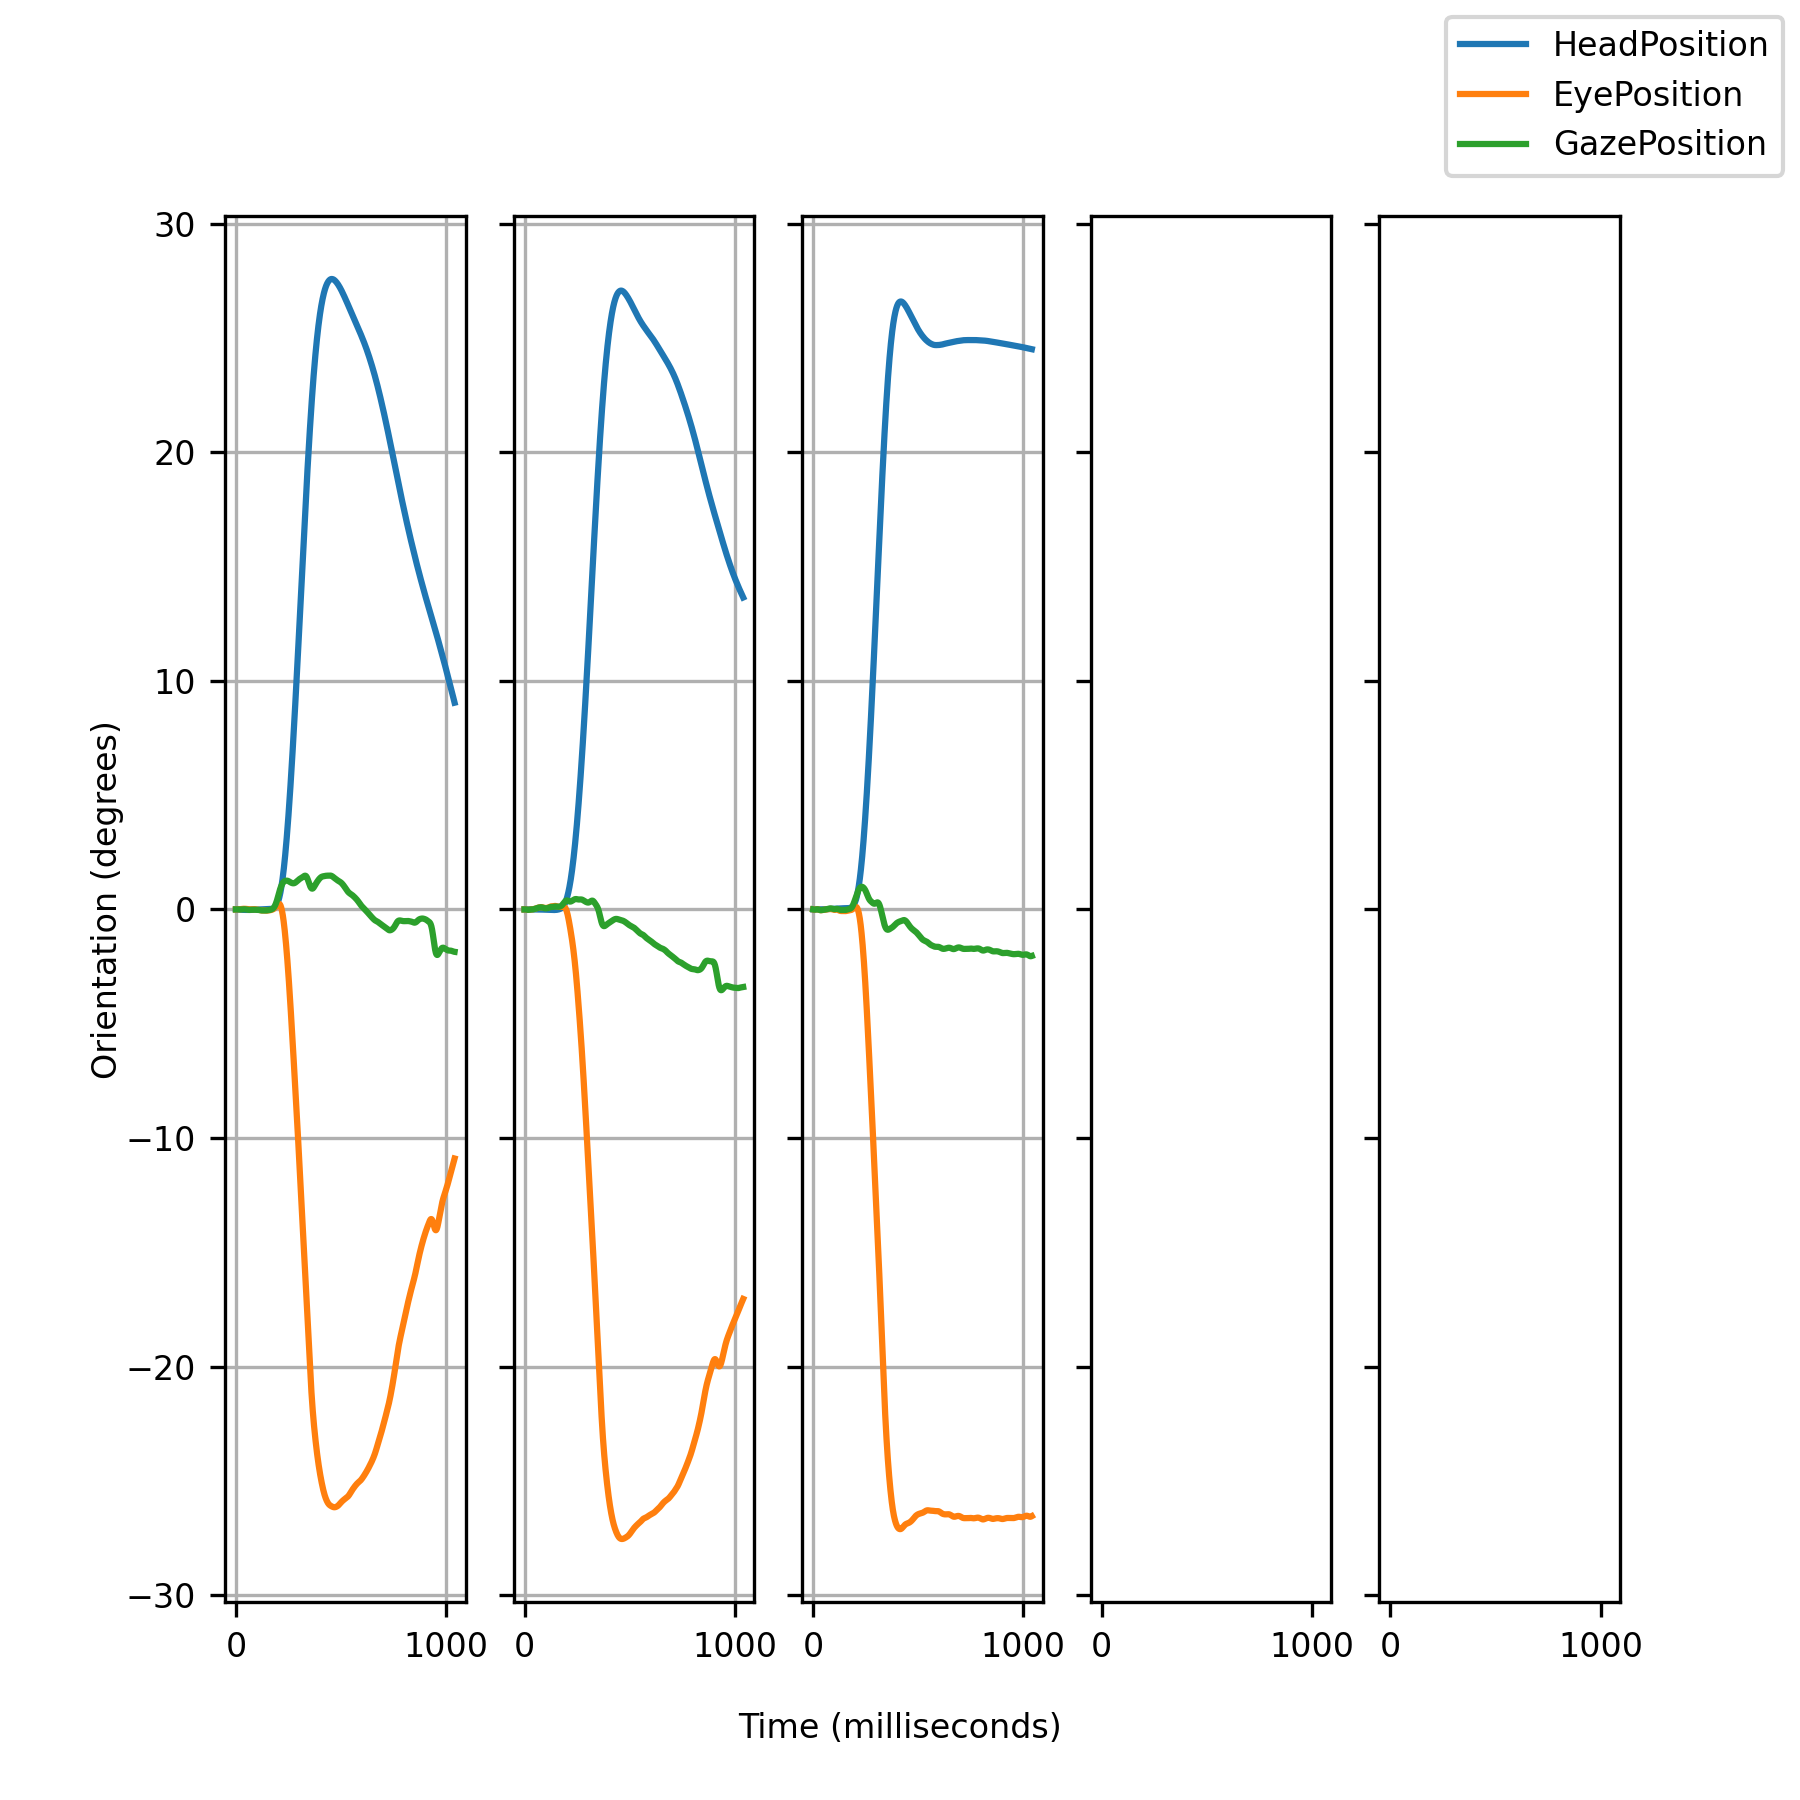 HeadPosition
EyePosition
GazePosition
30
20
10
0
−10
−20
−30
Orientation (degrees)
0 1000 0 1000 0 1000 0 1000 0 1000
Time (milliseconds)